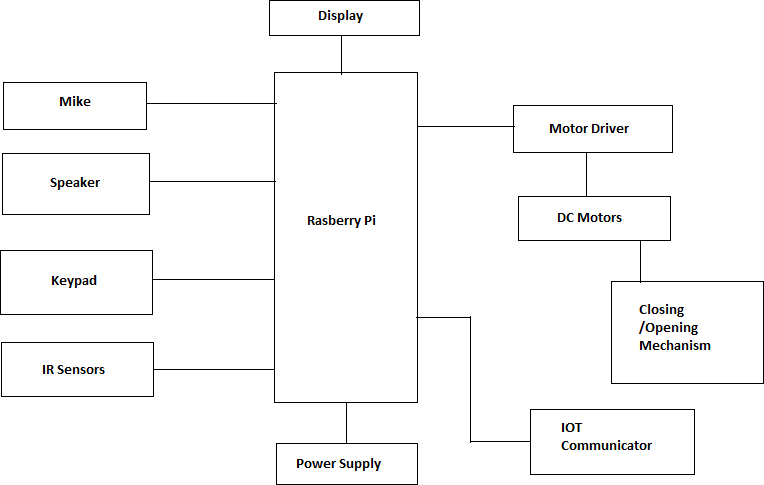 Display
Mike
Motor Driver
Speaker
DC Motors
Rasberry Pi
Keypad
Closing
/Opening
Mechanism
IR Sensors
IOT
Communicator
Power Supply